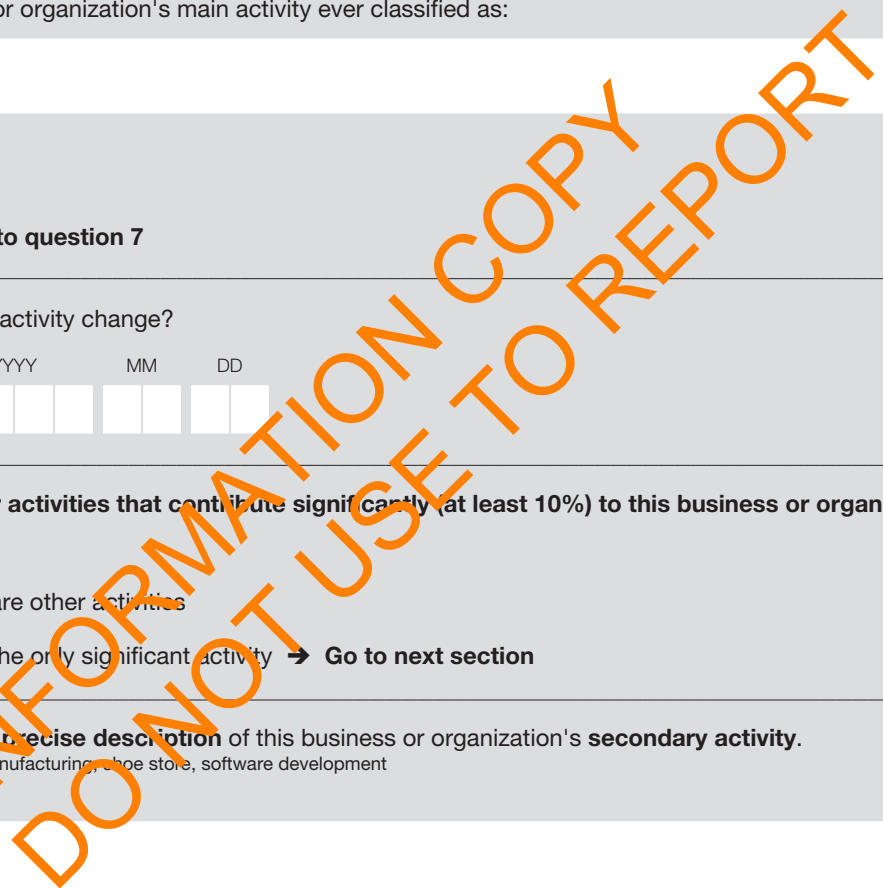 or organization's main activity ever classified as:
to question 7
activity change?
YYYY MM DD
activities that contribute significantly (at least 10%) to this business or organ
are other activities
he only significant activity ➔ Go to next section
precise description of this business or organization's secondary activity.
nufacturing, shoe store, software development
INFORMATION COPY
DO NOT USE TO REPORT